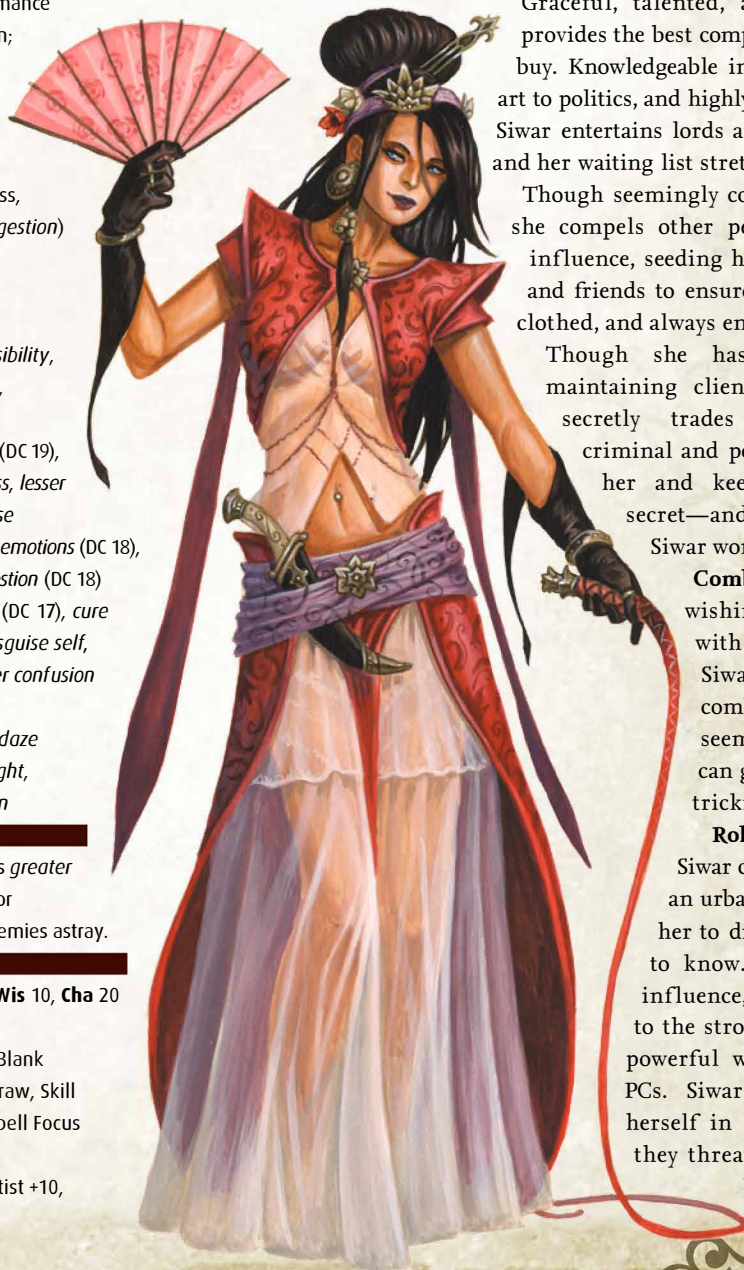 mance
n;
ss,
gestion)
sibility,
(DC 19),
ss, lesser
se
emotions (DC 18),
stion (DC 18)
(DC 17), cure
sguise self,
er confusion
daze
ght,
n
s greater
or
emies astray.
Wis 10, Cha 20
Blank
raw, Skill
pell Focus
tist +10,
Graceful, talented, a
provides the best comp
buy. Knowledgeable in
art to politics, and highly
Siwar entertains lords a
and her waiting list stret
Though seemingly co
she compels other po
influence, seeding h
and friends to ensure
clothed, and always en
Though she has
maintaining clien
secretly trades
criminal and po
her and kee
secret—and
Siwar wor
Comb
wishin
with
Siwa
com
seem
can g
trick
Rol
Siwar c
an urba
her to di
to know.
influence,
to the stro
powerful w
PCs. Siwar
herself in
they threa